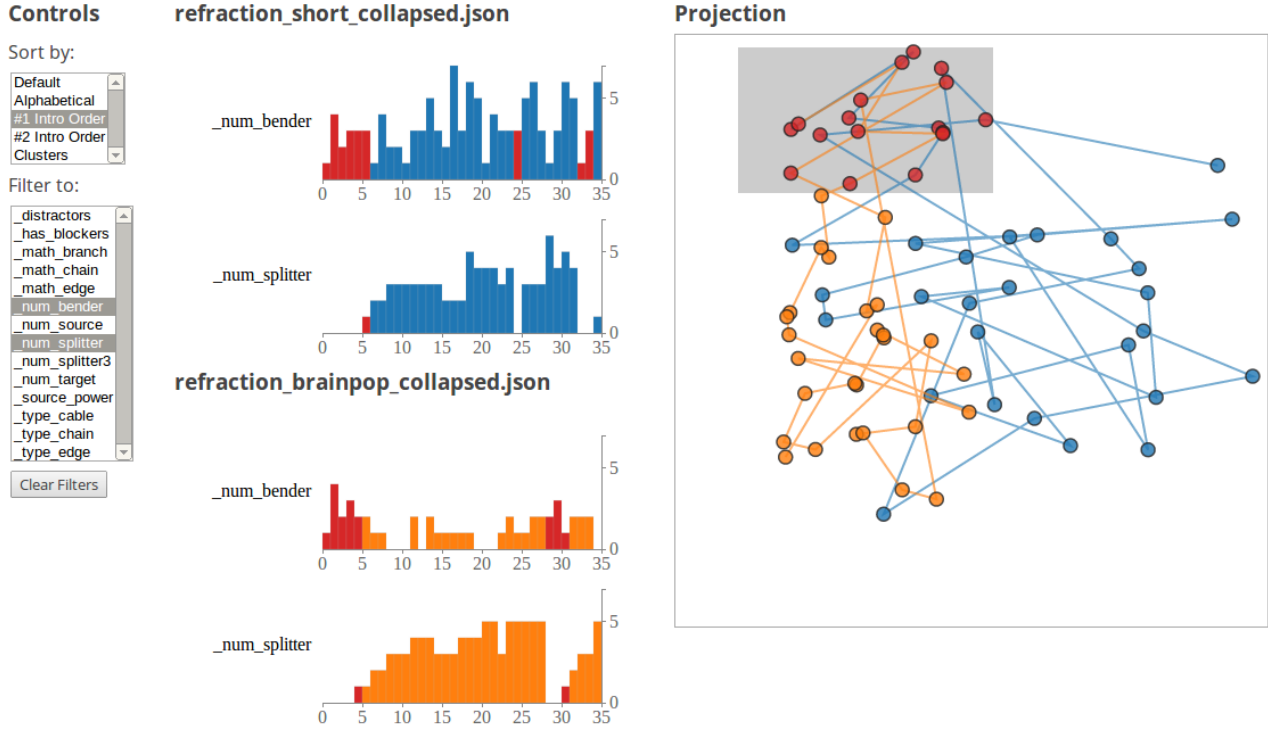 Controls
Sort by:
Default
Alphabetical
#1 Intro Order
#2 Intro Order
Clusters
Filter to:
_distractors
_has_blockers
_math_branch
_math_chain
_math_edge
_num_bender
_num_source
_num_splitter
_num_splitter3
_num_target
_source_power
_type_cable
_type_chain
_type_edge
Clear Filters
refraction_short_collapsed.json
_num_bender
5
0
0 5 10 15 20 25 30 35
_num_splitter
5
0
0 5 10 15 20 25 30 35
refraction_brainpop_collapsed.json
_num_bender
5
0
0 5 10 15 20 25 30 35
_num_splitter
5
0
0 5 10 15 20 25 30 35
Projection